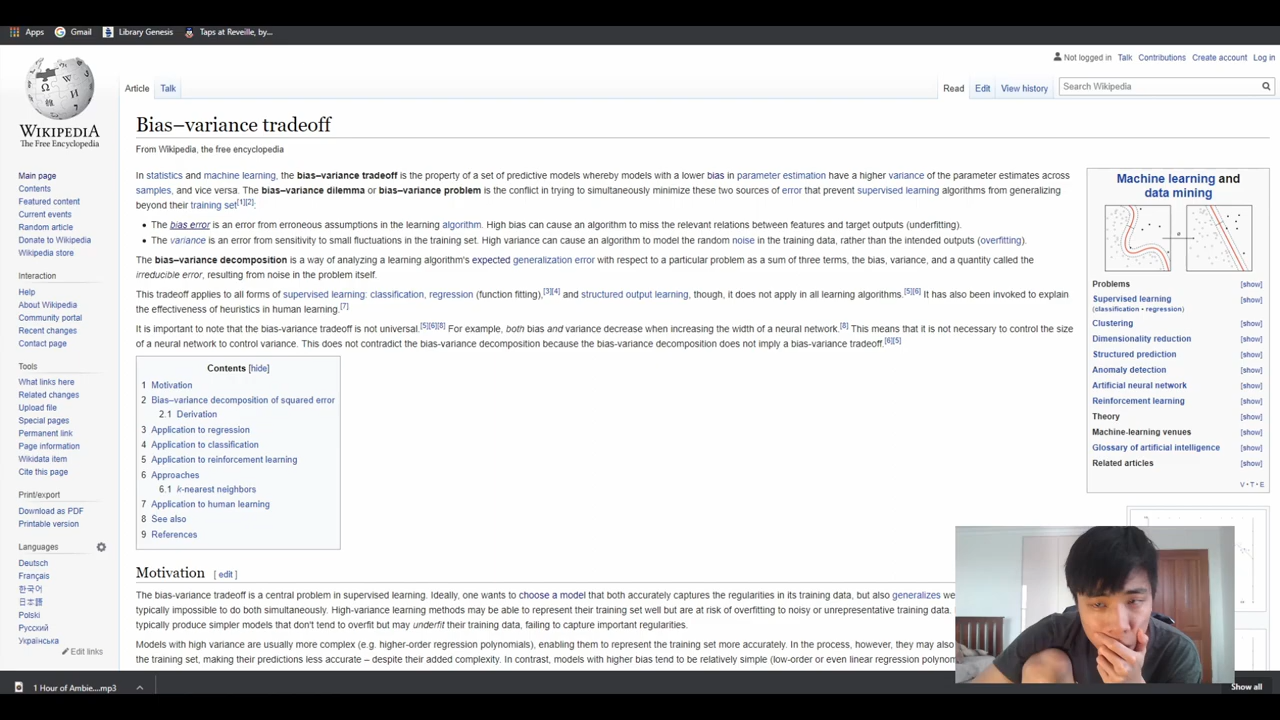 Apps Gmail Library Genesis Taps at Reveille, by...
Not logged in Talk Contributions Create account Log in
Article Talk Read Edit View history Search Wikipedia
WIKIPEDIA
The Free Encyclopedia
Main page
Contents
Featured content
Current events
Random article
Donate to Wikipedia
Wikipedia store
Interaction
Help
About Wikipedia
Community portal
Recent changes
Contact page
Tools
What links here
Related changes
Upload file
Special pages
Permanent link
Page information
Wikidata item
Cite this page
Print/export
Download as PDF
Printable version
Languages
Deutsch
Français
한국어
日本語
Polski
Русский
Українська
Edit links
Bias–variance tradeoff
From Wikipedia, the free encyclopedia
In statistics and machine learning, the bias–variance tradeoff is the property of a set of predictive models whereby models with a lower bias in parameter estimation have a higher variance of the parameter estimates across
samples, and vice versa. The bias–variance dilemma or bias–variance problem is the conflict in trying to simultaneously minimize these two sources of error that prevent supervised learning algorithms from generalizing
beyond their training set[1][2]:
• The bias error is an error from erroneous assumptions in the learning algorithm. High bias can cause an algorithm to miss the relevant relations between features and target outputs (underfitting).
• The variance is an error from sensitivity to small fluctuations in the training set. High variance can cause an algorithm to model the random noise in the training data, rather than the intended outputs (overfitting).
The bias–variance decomposition is a way of analyzing a learning algorithm's expected generalization error with respect to a particular problem as a sum of three terms, the bias, variance, and a quantity called the
irreducible error, resulting from noise in the problem itself.
This tradeoff applies to all forms of supervised learning: classification, regression (function fitting),[3][4] and structured output learning, though, it does not apply in all learning algorithms.[5][6] It has also been invoked to explain
the effectiveness of heuristics in human learning.[7]
It is important to note that the bias-variance tradeoff is not universal.[5][6][8] For example, both bias and variance decrease when increasing the width of a neural network.[8] This means that it is not necessary to control the size
of a neural network to control variance. This does not contradict the bias-variance decomposition because the bias-variance decomposition does not imply a bias-variance tradeoff.[6][5]
Contents [hide]
1 Motivation
2 Bias–variance decomposition of squared error
2.1 Derivation
3 Application to regression
4 Application to classification
5 Application to reinforcement learning
6 Approaches
6.1 k-nearest neighbors
7 Application to human learning
8 See also
9 References
Motivation [ edit ]
The bias-variance tradeoff is a central problem in supervised learning. Ideally, one wants to choose a model that both accurately captures the regularities in its training data, but also generalizes we
typically impossible to do both simultaneously. High-variance learning methods may be able to represent their training set well but are at risk of overfitting to noisy or unrepresentative training data.
typically produce simpler models that don't tend to overfit but may underfit their training data, failing to capture important regularities.
Models with high variance are usually more complex (e.g. higher-order regression polynomials), enabling them to represent the training set more accurately. In the process, however, they may also
the training set, making their predictions less accurate – despite their added complexity. In contrast, models with higher bias tend to be relatively simple (low-order or even linear regression polynom
Machine learning and
data mining
Problems [show]
Supervised learning [show]
(classification • regression)
Clustering [show]
Dimensionality reduction [show]
Structured prediction [show]
Anomaly detection [show]
Artificial neural network [show]
Reinforcement learning [show]
Theory [show]
Machine-learning venues [show]
Glossary of artificial intelligence [show]
Related articles [show]
V • T • E
1 Hour of Ambie....mp3 Show all